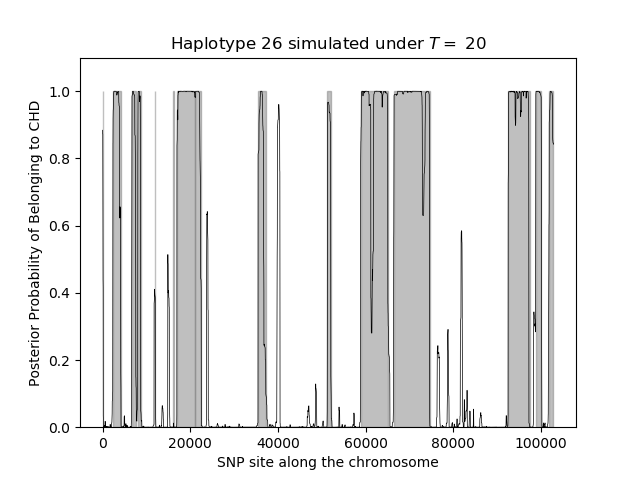 Haplotype 26 simulated under T = 20
Posterior Probability of Belonging to CHD
1.0
0.8
0.6
0.4
0.2
0.0
0 20000 40000 60000 80000 100000
SNP site along the chromosome